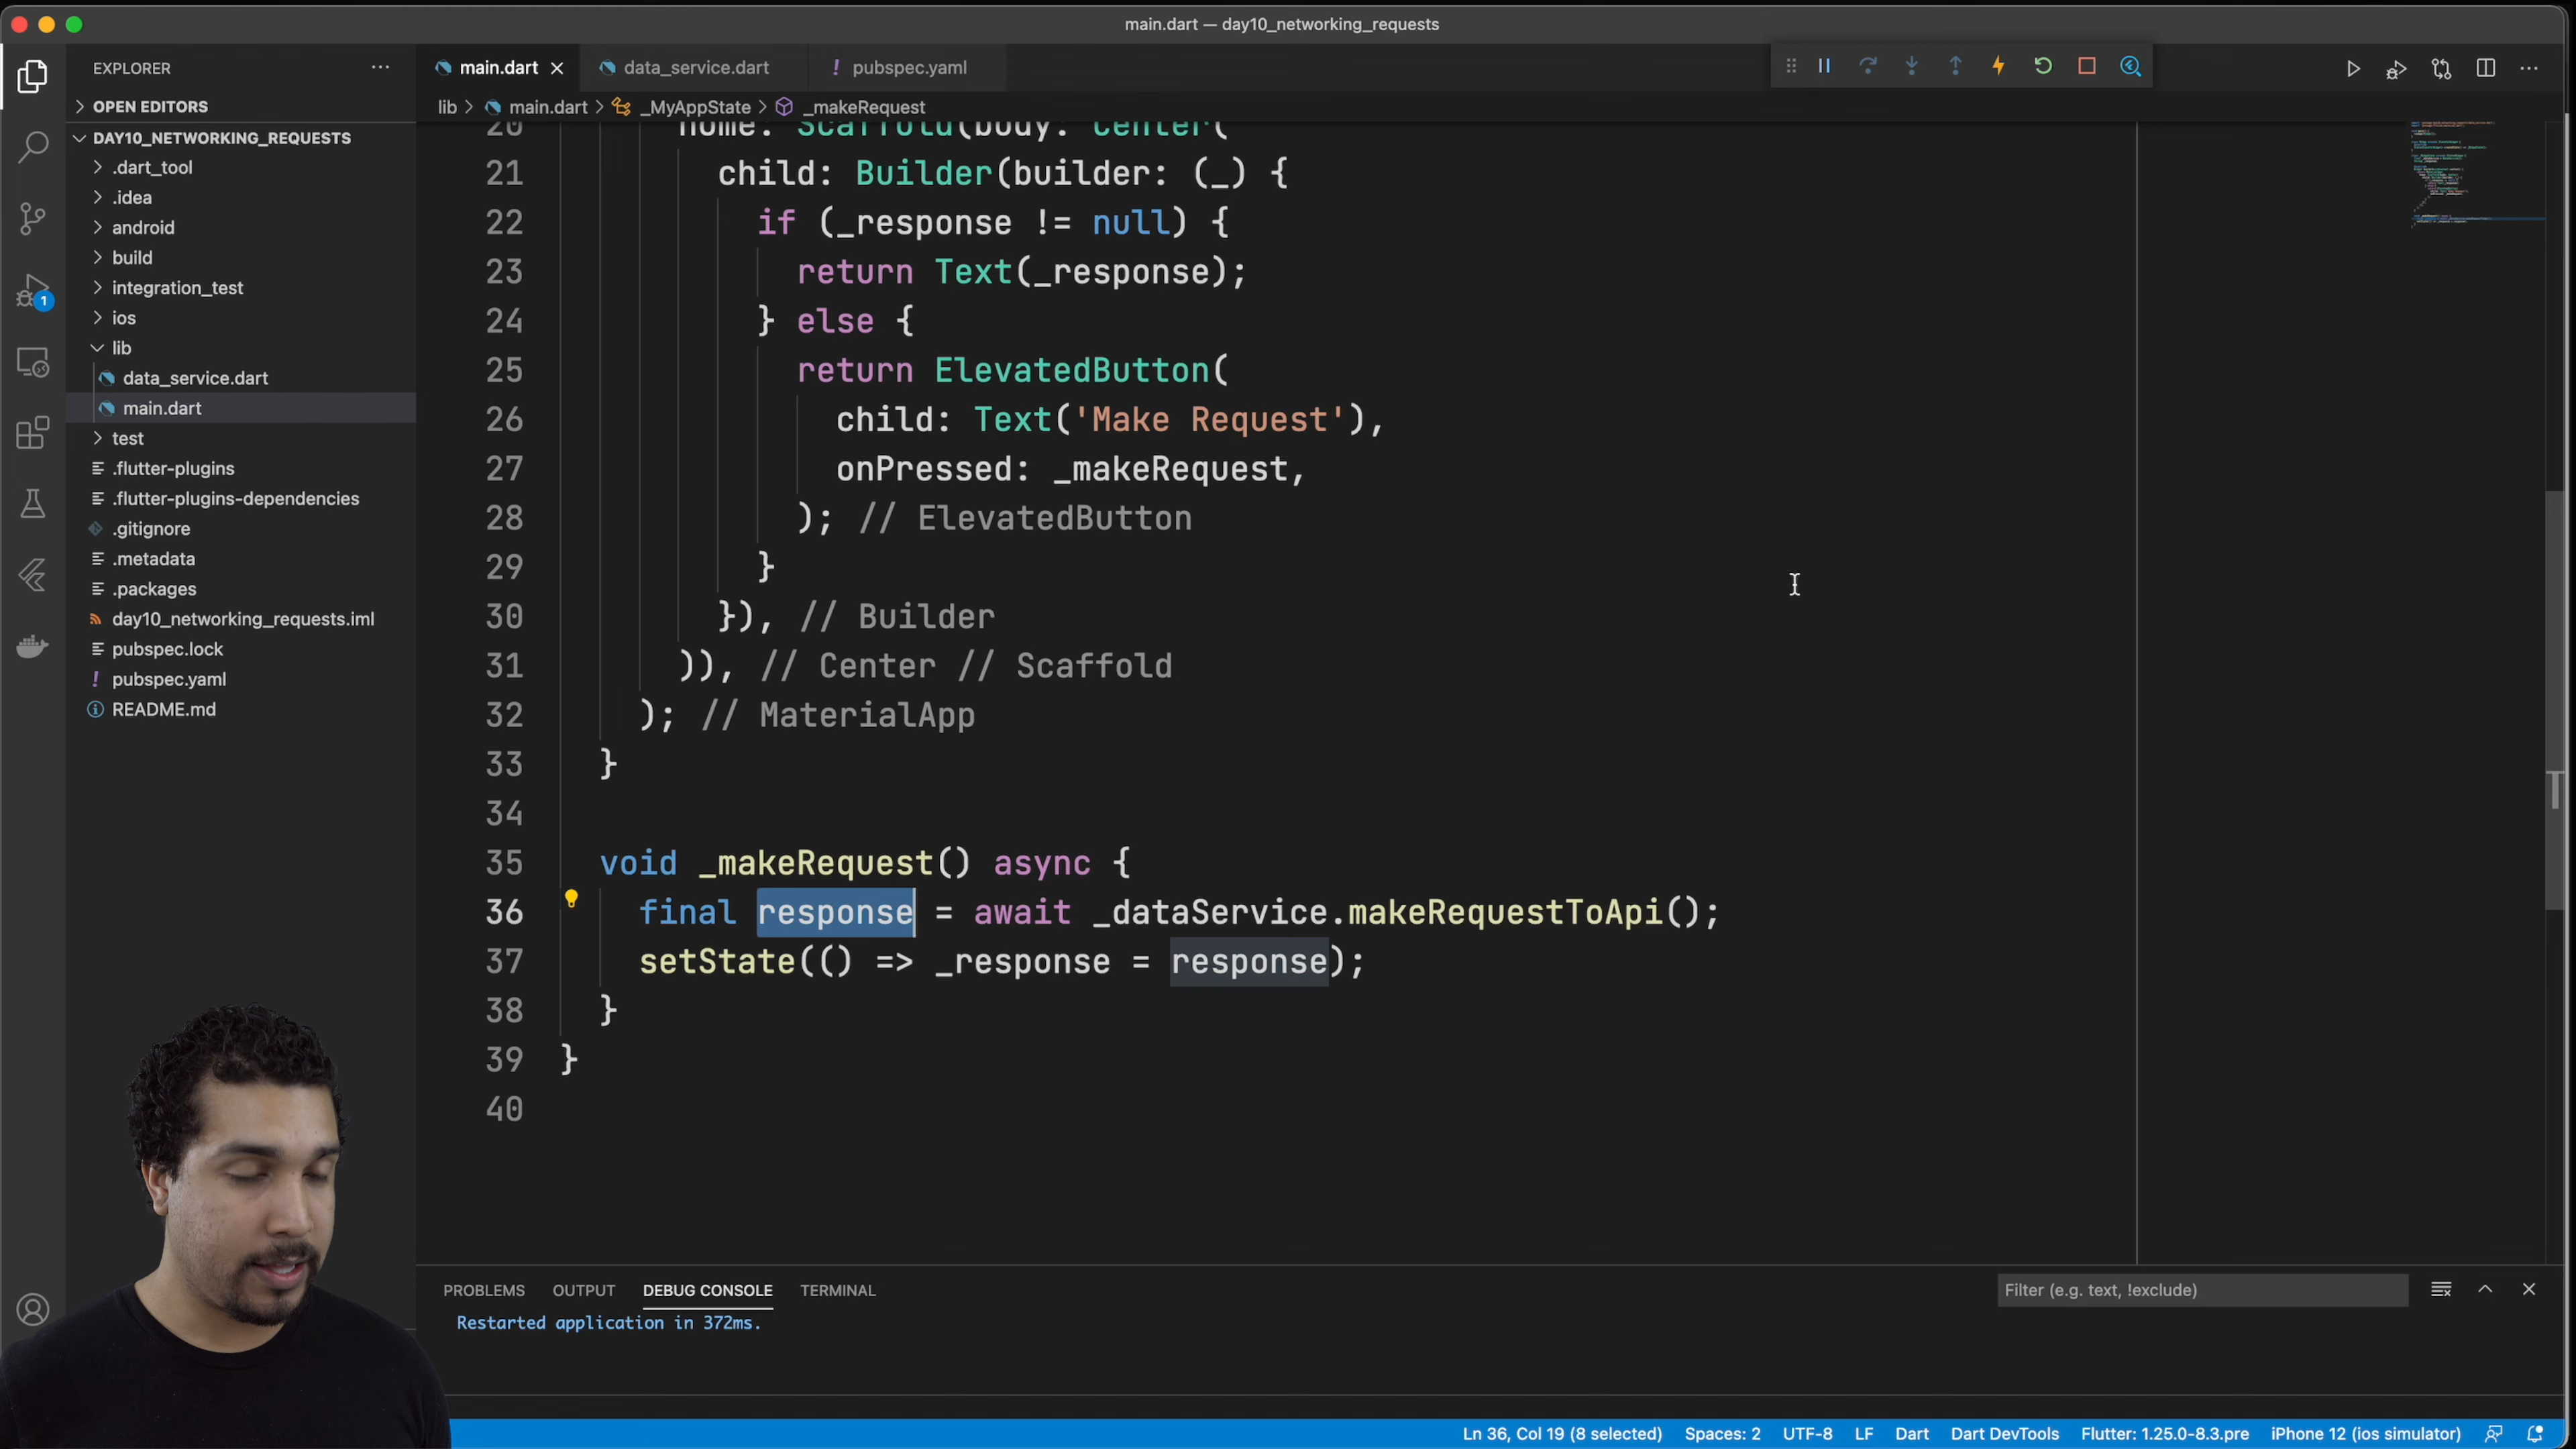 main.dart — day10_networking_requests
EXPLORER
main.dart
data_service.dart
! pubspec.yaml
OPEN EDITORS
lib > main.dart > _MyAppState > _makeRequest
DAY10_NETWORKING_REQUESTS
.dart_tool
.idea
android
build
integration_test
ios
lib
data_service.dart
main.dart
test
.flutter-plugins
.flutter-plugins-dependencies
.gitignore
.metadata
.packages
day10_networking_requests.iml
pubspec.lock
! pubspec.yaml
README.md
1
20 home: Scaffold(body: Center(
21 child: Builder(builder: (_) {
22 if (_response != null) {
23 return Text(_response);
24 } else {
25 return ElevatedButton(
26 child: Text('Make Request'),
27 onPressed: _makeRequest,
28 ); // ElevatedButton
29 }
30 }), // Builder
31 )), // Center // Scaffold
32 ); // MaterialApp
33 }
34
35 void _makeRequest() async {
36 final response = await _dataService.makeRequestToApi();
37 setState(() => _response = response);
38 }
39 }
40
PROBLEMS OUTPUT DEBUG CONSOLE TERMINAL
Filter (e.g. text, !exclude)
Restarted application in 372ms.
Ln 36, Col 19 (8 selected) Spaces: 2 UTF-8 LF Dart Dart DevTools Flutter: 1.25.0-8.3.pre iPhone 12 (ios simulator)